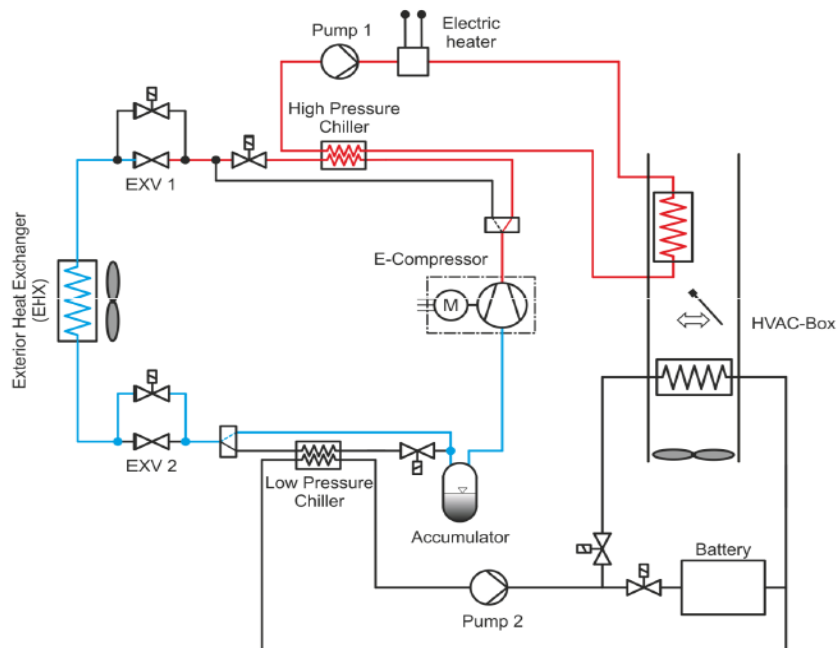 Pump 1
Electric
heater
High Pressure
Chiller
EXV 1
E-Compressor
M
Exterior Heat Exchanger
(EHX)
HVAC-Box
EXV 2
Low Pressure
Chiller
Accumulator
Battery
Pump 2